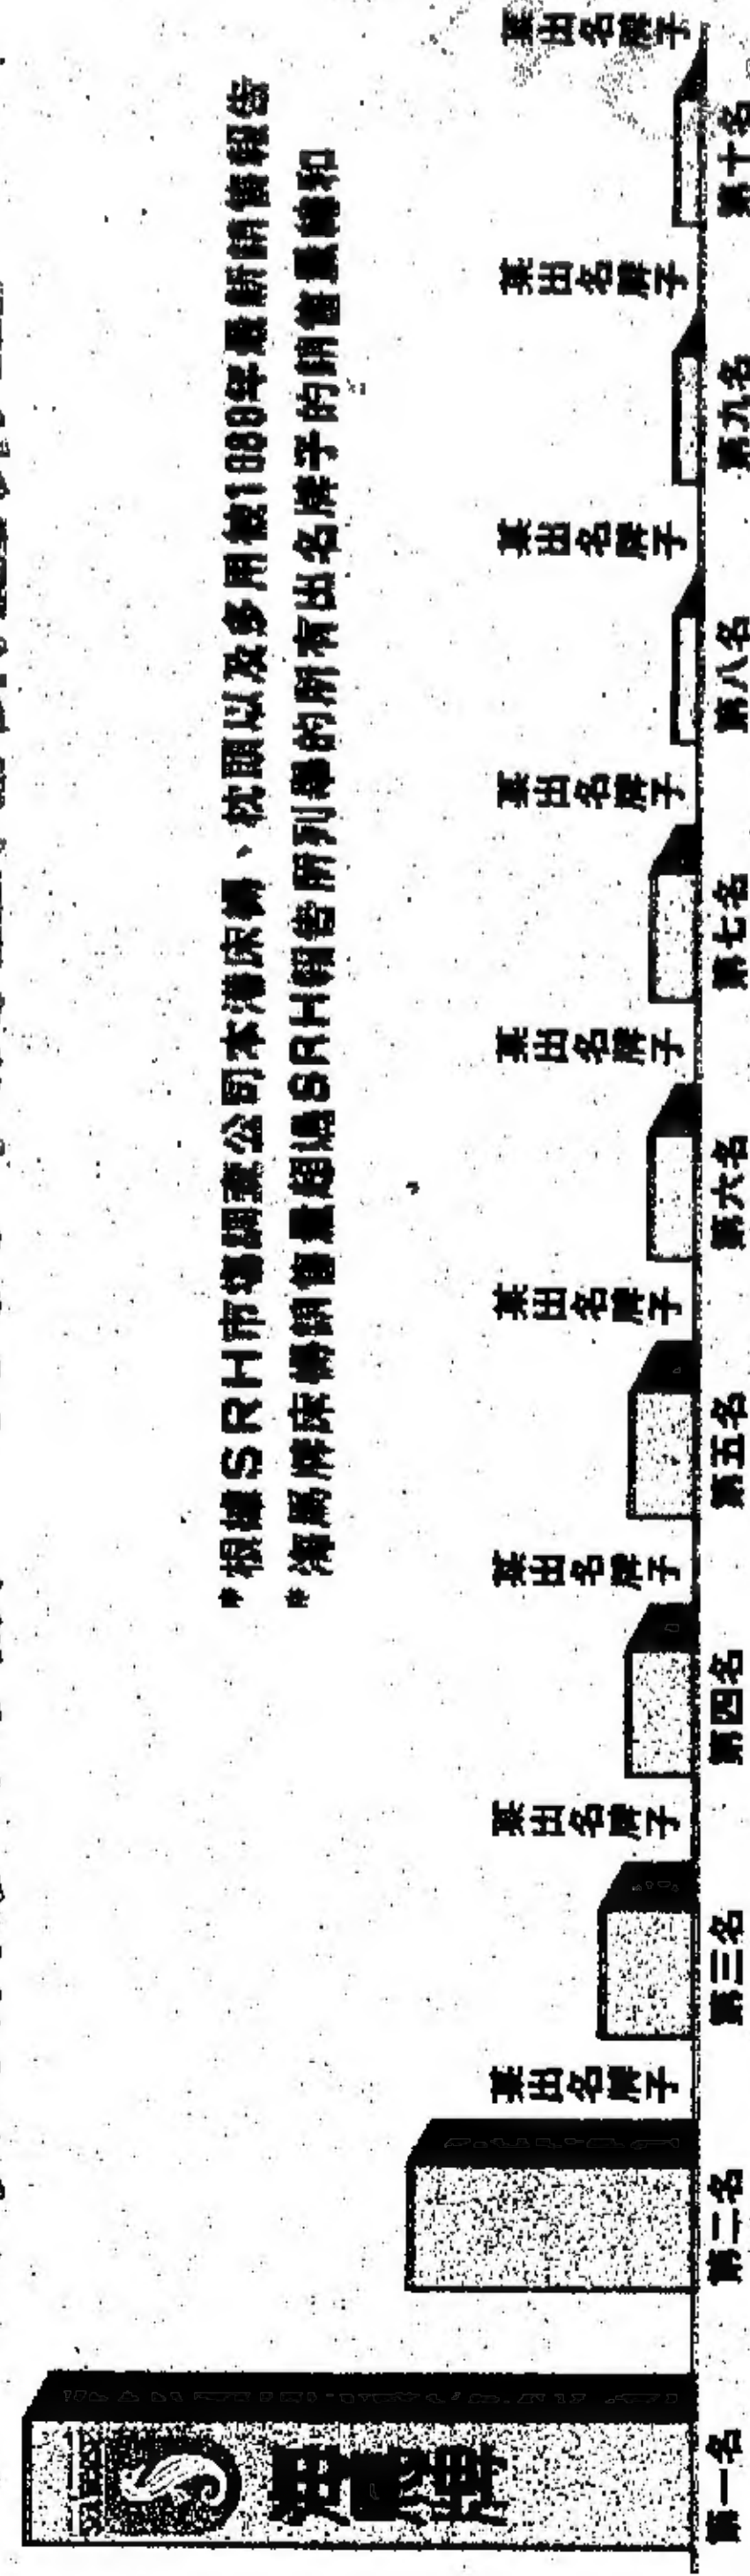 *根據SRH市場調查公司本港床褥、枕頭以及多用被1989年最新銷售報告
*海馬牌床褥銷售量超過SRH報告所列舉的所有出名牌子的銷售量總和
海馬牌
某出名牌子
某出名牌子
某出名牌子
某出名牌子
某出名牌子
某出名牌子
某出名牌子
某出名牌子
某出名牌子
第一名
第二名
第三名
第四名
第五名
第六名
第七名
第八名
第九名
第十名